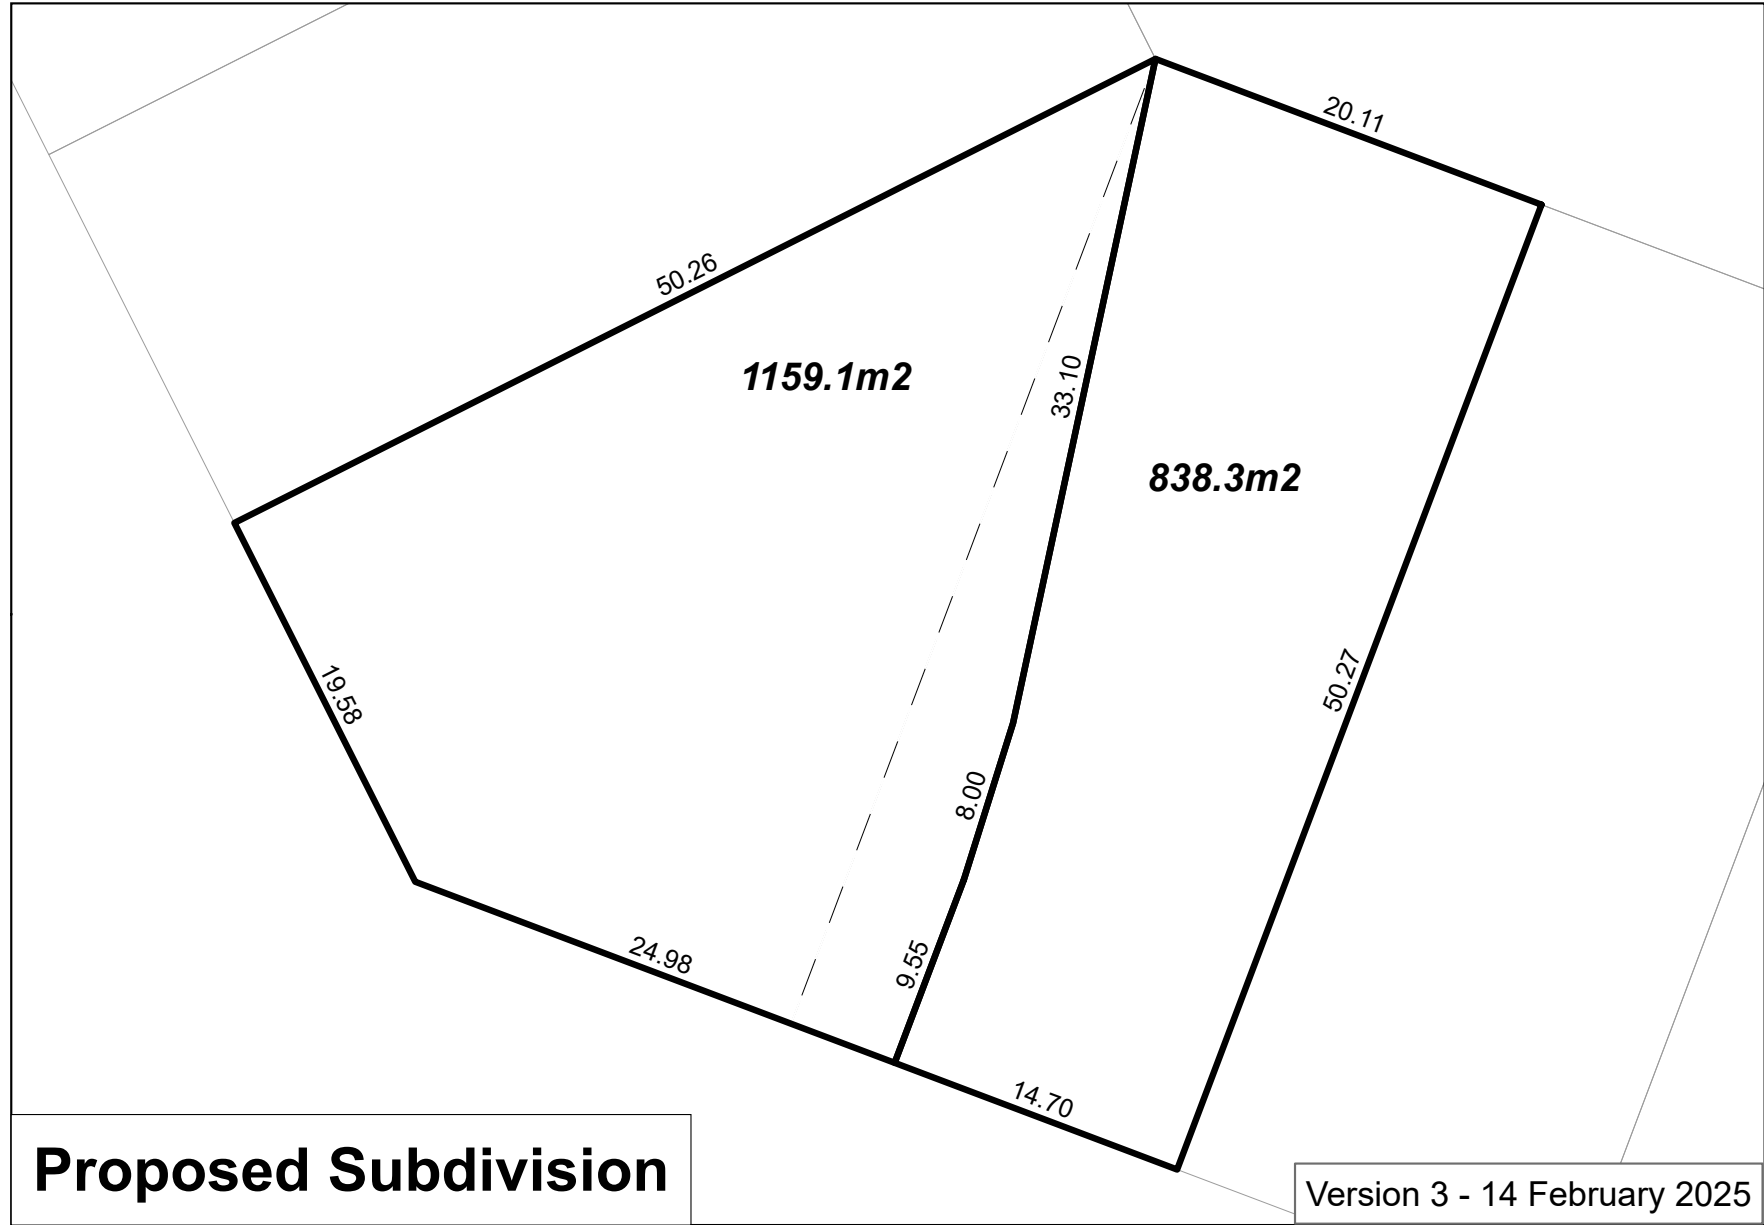 20.11
50.26
1159.1m2
33.10
838.3m2
19.58
50.27
8.00
24.98
9.55
14.70
Proposed Subdivision
Version 3 - 14 February 2025